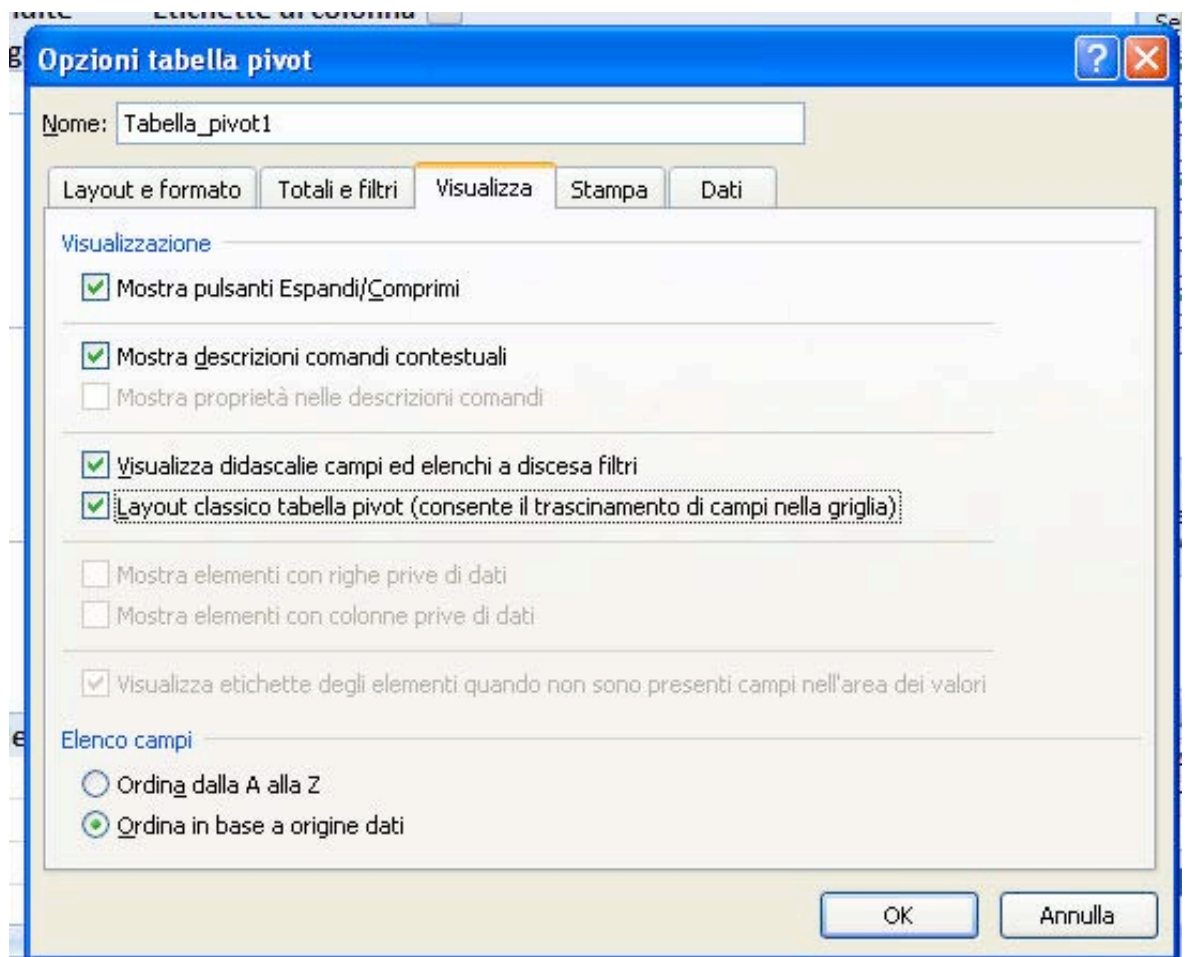 Etichette di colonna
Se
g
Opzioni tabella pivot
Nome: Tabella_pivot1
Layout e formato Totali e filtri Visualizza Stampa Dati
Visualizzazione
Mostra pulsanti Espandi/Comprimi
Mostra descrizioni comandi contestuali
Mostra proprietà nelle descrizioni comandi
Visualizza didascalie campi ed elenchi a discesa filtri
Layout classico tabella pivot (consente il trascinamento di campi nella griglia)
Mostra elementi con righe prive di dati
Mostra elementi con colonne prive di dati
Visualizza etichette degli elementi quando non sono presenti campi nell'area dei valori
e
Elenco campi
Ordina dalla A alla Z
Ordina in base a origine dati
OK Annulla